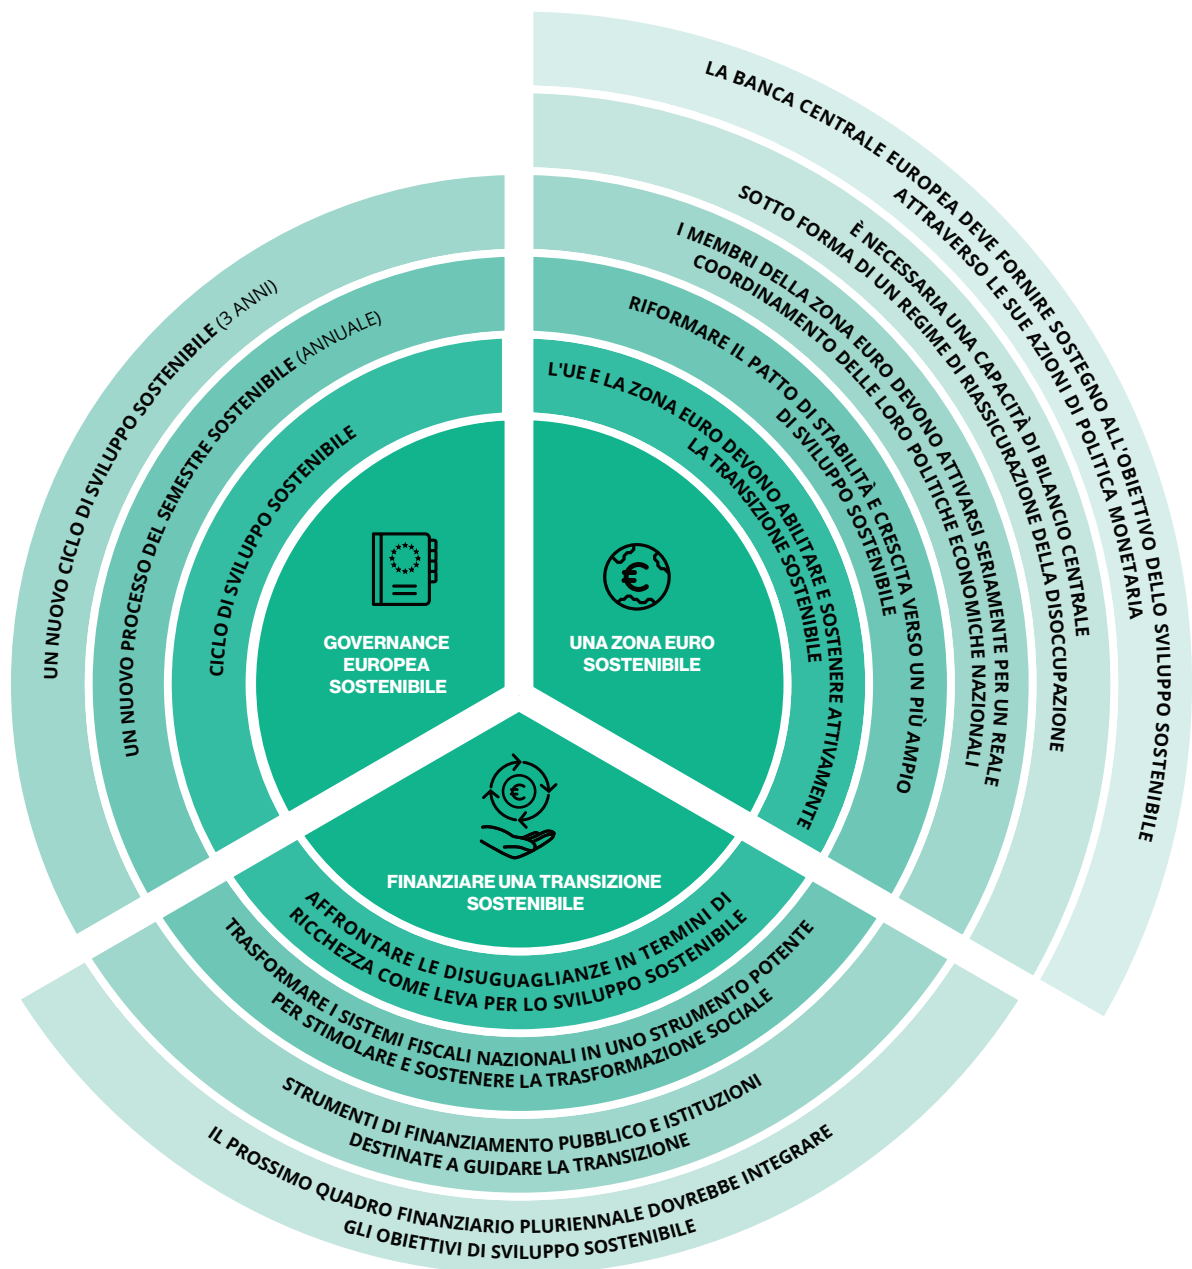 GOVERNANCE
EUROPEA
SOSTENIBILE
CICLO DI SVILUPPO SOSTENIBILE
UN NUOVO PROCESSO DEL SEMESTRE SOSTENIBILE (ANNUALE)
UN NUOVO CICLO DI SVILUPPO SOSTENIBILE (3 ANNI)
UNA ZONA EURO
SOSTENIBILE
L'UE E LA ZONA EURO DEVONO ABILITARE E SOSTENERE ATTIVAMENTE
LA TRANSIZIONE SOSTENIBILE
RIFORMARE IL PATTO DI STABILITÀ E CRESCITA VERSO UN PIÙ AMPIO
DI SVILUPPO SOSTENIBILE
I MEMBRI DELLA ZONA EURO DEVONO ATTIVARSI SERIAMENTE PER UN REALE
COORDINAMENTO DELLE LORO POLITICHE ECONOMICHE NAZIONALI
È NECESSARIA UNA CAPACITÀ DI BILANCIO CENTRALE
SOTTO FORMA DI UN REGIME DI RIASSICURAZIONE DELLA DISOCCUPAZIONE
LA BANCA CENTRALE EUROPEA DEVE FORNIRE SOSTEGNO ALL'OBIETTIVO DELLO SVILUPPO SOSTENIBILE
ATTRAVERSO LE SUE AZIONI DI POLITICA MONETARIA
FINANZIARE UNA TRANSIZIONE
SOSTENIBILE
AFFRONTARE LE DISUGUAGLIANZE IN TERMINI DI
RICCHEZZA COME LEVA PER LO SVILUPPO SOSTENIBILE
TRASFORMARE I SISTEMI FISCALI NAZIONALI IN UNO STRUMENTO POTENTE
PER STIMOLARE E SOSTENERE LA TRASFORMAZIONE SOCIALE
STRUMENTI DI FINANZIAMENTO PUBBLICO E ISTITUZIONI
DESTINATE A GUIDARE LA TRANSIZIONE
IL PROSSIMO QUADRO FINANZIARIO PLURIENNALE DOVREBBE INTEGRARE
GLI OBIETTIVI DI SVILUPPO SOSTENIBILE